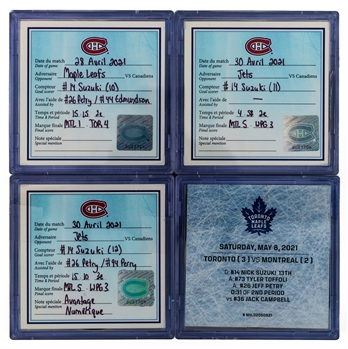 Date du match
Date of game
28 Avril 2021
Adversaire
Opponent
Maple Leafs
VS Canadiens
Compteur
Goal scorer
#14 Suzuki (10)
Avec l'aide de
Assisted by
#26 Petry / #44 Edmundson
Temps et période
Time and period
15:15 2e
Marque finale
Final score
MTL 1 TOR 4
Note spéciale
Special mention
Date du match
Date of game
30 Avril 2021
Adversaire
Opponent
Jets
VS Canadiens
Compteur
Goal scorer
#14 Suzuki (11)
Avec l'aide de
Assisted by
—
Temps et période
Time and period
4:58 2e
Marque finale
Final score
MTL 5 WPG 3
Note spéciale
Special mention
Date du match
Date of game
30 Avril 2021
Adversaire
Opponent
Jets
VS Canadiens
Compteur
Goal scorer
#14 Suzuki (12)
Avec l'aide de
Assisted by
#26 Petry / #94 Perry
Temps et période
Time and period
15:10 2e
Marque finale
Final score
MTL 5 WPG 3
Note spéciale
Special mention
Avantage
Numérique
TORONTO
MAPLE
LEAFS
SATURDAY, MAY 8, 2021
TORONTO ( 3 ) VS MONTREAL ( 2 )
G: #14 NICK SUZUKI 13TH
A: #73 TYLER TOFFOLI
A: #26 JEFF PETRY
0:31 OF 2ND PERIOD
vs #36 JACK CAMPBELL